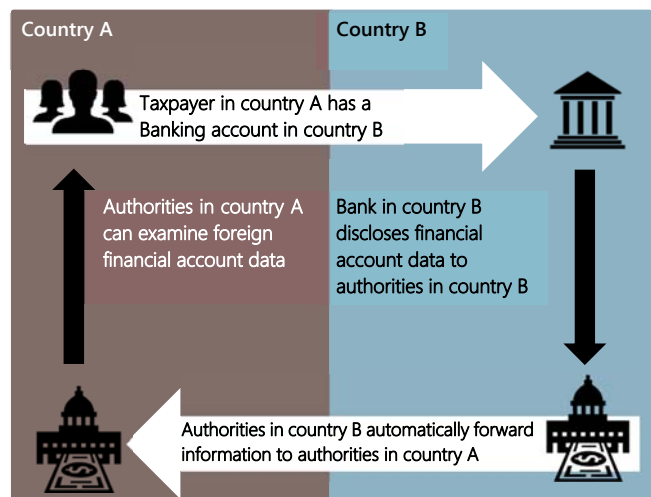 Country A
Country B
Taxpayer in country A has a
Banking account in country B
Authorities in country A
can examine foreign
financial account data
Bank in country B
discloses financial
account data to
authorities in country B
Authorities in country B automatically forward
information to authorities in country A